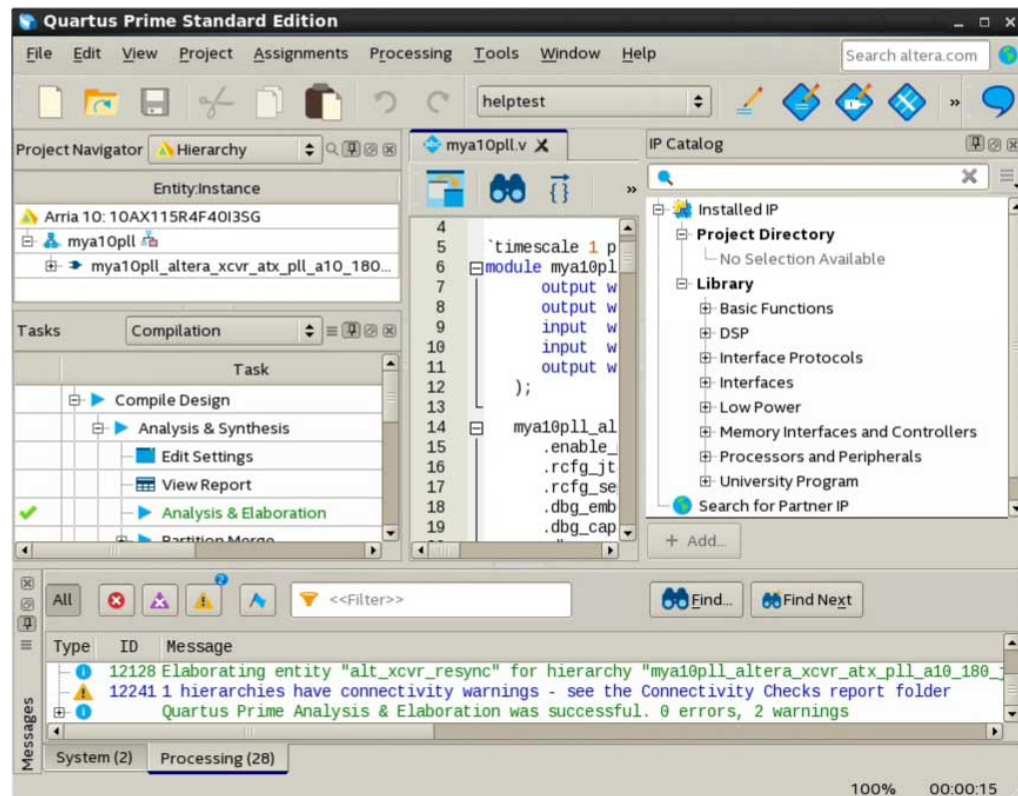 Quartus Prime Standard Edition
File Edit View Project Assignments Processing Tools Window Help
Search altera.com
helptest
»
Project Navigator
Hierarchy
Entity:Instance
Arria 10: 10AX115R4F40I3SG
mya10pll
mya10pll_altera_xcvr_atx_pll_a10_180...
Tasks
Compilation
Task
Compile Design
Analysis & Synthesis
Edit Settings
View Report
Analysis & Elaboration
Partition Merge
mya10pll.v
»
4
5 `timescale 1 p
6 module mya10pl
7 output w
8 output w
9 input w
10 input w
11 output w
12 );
13
14 mya10pll_al
15 .enable_
16 .rcfg_jt
17 .rcfg_se
18 .dbg_emb
19 .dbg_cap
IP Catalog
Installed IP
Project Directory
No Selection Available
Library
Basic Functions
DSP
Interface Protocols
Interfaces
Low Power
Memory Interfaces and Controllers
Processors and Peripherals
University Program
Search for Partner IP
+ Add...
All
2
<<Filter>>
Find...
Find Next
Type ID Message
12128 Elaborating entity "alt_xcvr_resync" for hierarchy "mya10pll_altera_xcvr_atx_pll_a10_180_
12241 1 hierarchies have connectivity warnings - see the Connectivity Checks report folder
Quartus Prime Analysis & Elaboration was successful. 0 errors, 2 warnings
Messages
System (2) Processing (28)
100% 00:00:15